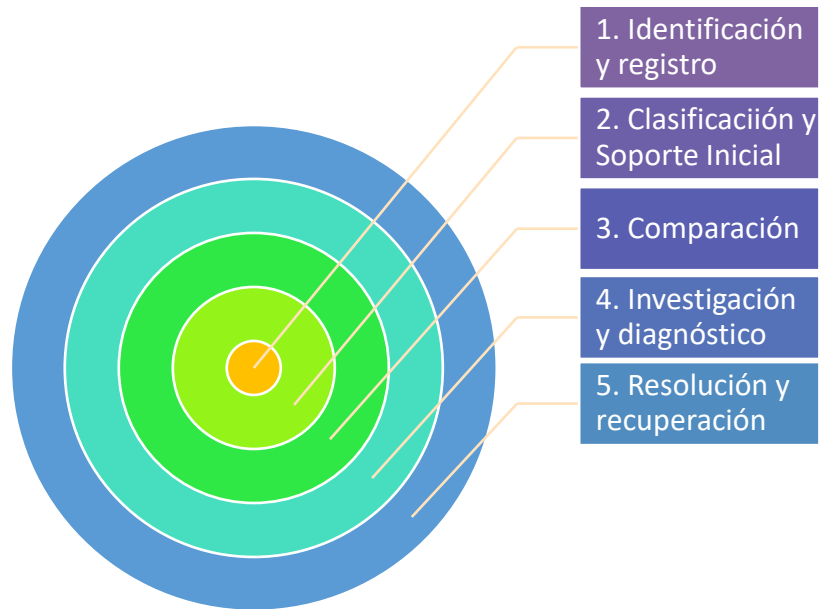 1. Identificación
y registro
2. Clasificaciión y
Soporte Inicial
3. Comparación
4. Investigación
y diagnóstico
5. Resolución y
recuperación